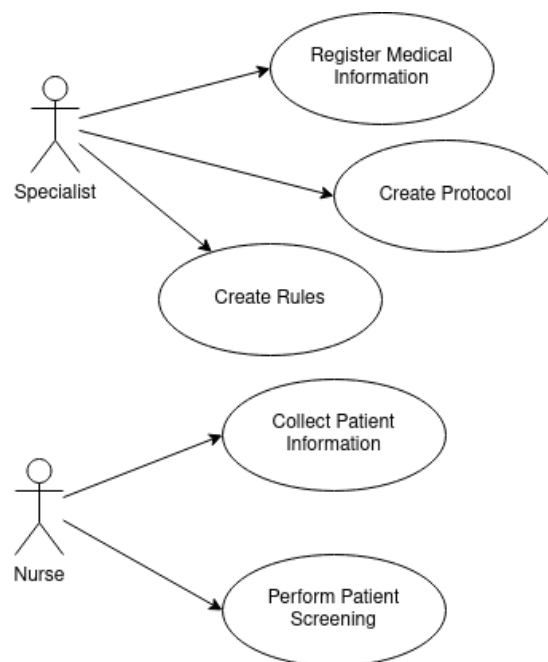 Register Medical
Information
Specialist
Create Protocol
Create Rules
Collect Patient
Information
Nurse
Perform Patient
Screening